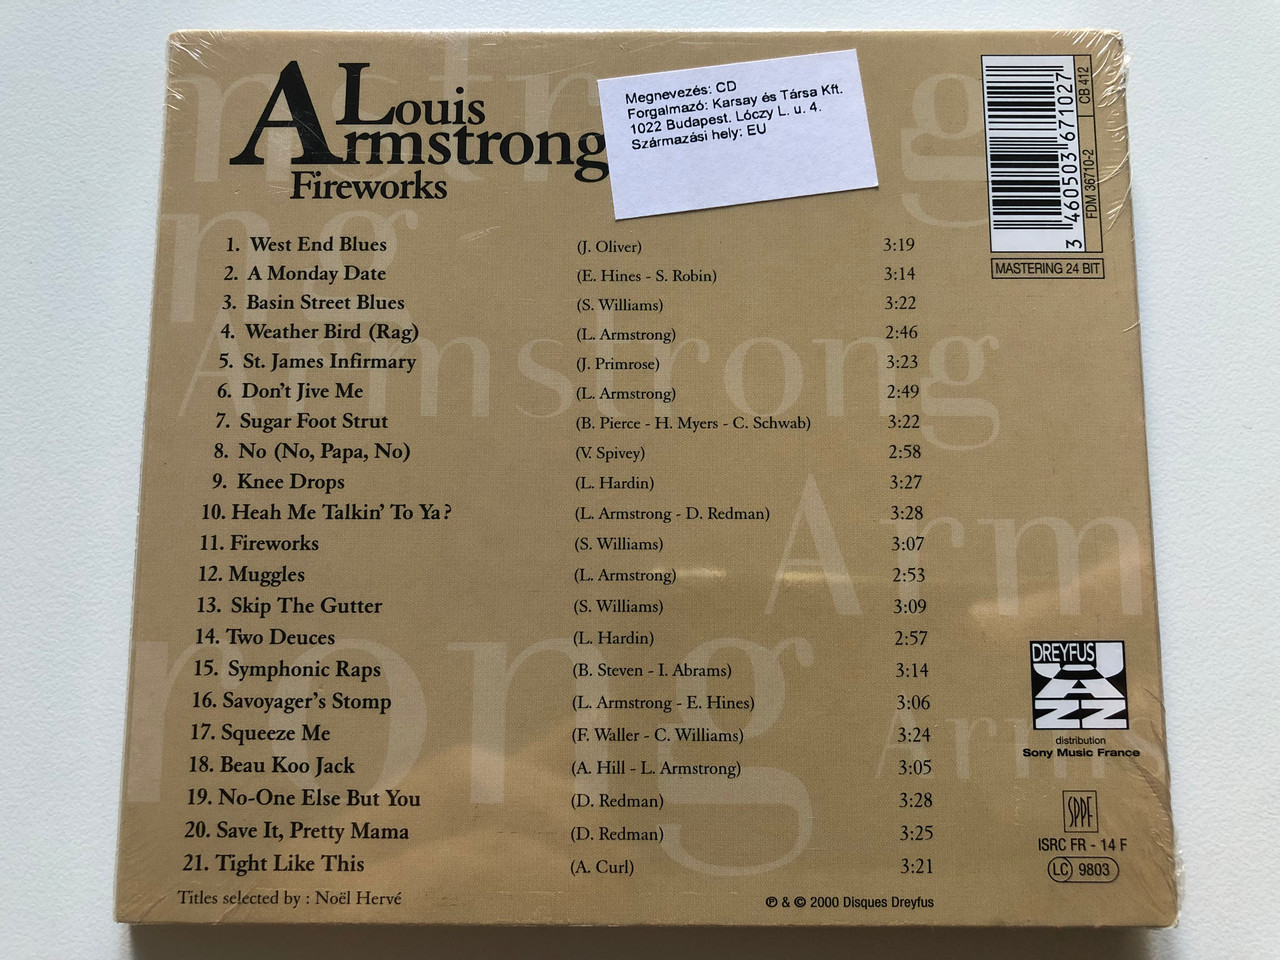 Louis
Armstrong
Fireworks
Megnevezés: CD
Forgalmazó: Karsay és Társa Kft.
1022 Budapest. Lóczy L. u. 4.
Származási hely: EU
3 460503 671027
CB 412
FDM 36710-2
MASTERING 24 BIT
1. West End Blues (J. Oliver) 3:19
2. A Monday Date (E. Hines - S. Robin) 3:14
3. Basin Street Blues (S. Williams) 3:22
4. Weather Bird (Rag) (L. Armstrong) 2:46
5. St. James Infirmary (J. Primrose) 3:23
6. Don't Jive Me (L. Armstrong) 2:49
7. Sugar Foot Strut (B. Pierce - H. Myers - C. Schwab) 3:22
8. No (No, Papa, No) (V. Spivey) 2:58
9. Knee Drops (L. Hardin) 3:27
10. Heah Me Talkin' To Ya? (L. Armstrong - D. Redman) 3:28
11. Fireworks (S. Williams) 3:07
12. Muggles (L. Armstrong) 2:53
13. Skip The Gutter (S. Williams) 3:09
14. Two Deuces (L. Hardin) 2:57
15. Symphonic Raps (B. Steven - I. Abrams) 3:14
16. Savoyager's Stomp (L. Armstrong - E. Hines) 3:06
17. Squeeze Me (F. Waller - C. Williams) 3:24
18. Beau Koo Jack (A. Hill - L. Armstrong) 3:05
19. No-One Else But You (D. Redman) 3:28
20. Save It, Pretty Mama (D. Redman) 3:25
21. Tight Like This (A. Curl) 3:21
Titles selected by : Noël Hervé
℗ & © 2000 Disques Dreyfus
DREYFUS
JAZZ
distribution
Sony Music France
SPPF
ISRC FR - 14 F
LC 9803
mstr
g
ng
Armstrong
Arm
rong
Arms